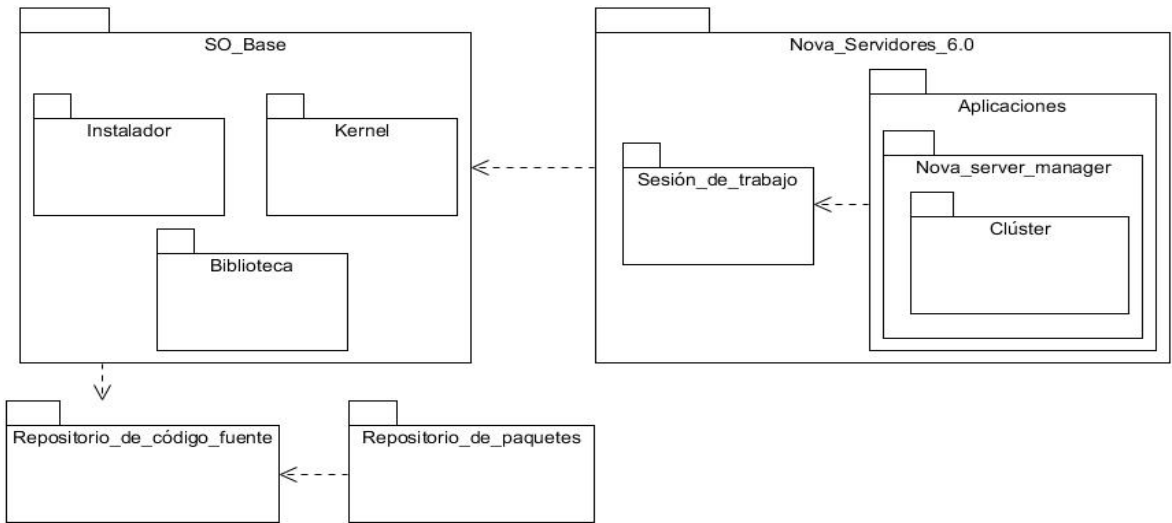 SO_Base
Instalador
Kernel
Biblioteca
Nova_Servidores_6.0
Sesión_de_trabajo
Aplicaciones
Nova_server_manager
Clúster
Repositorio_de_código_fuente
Repositorio_de_paquetes